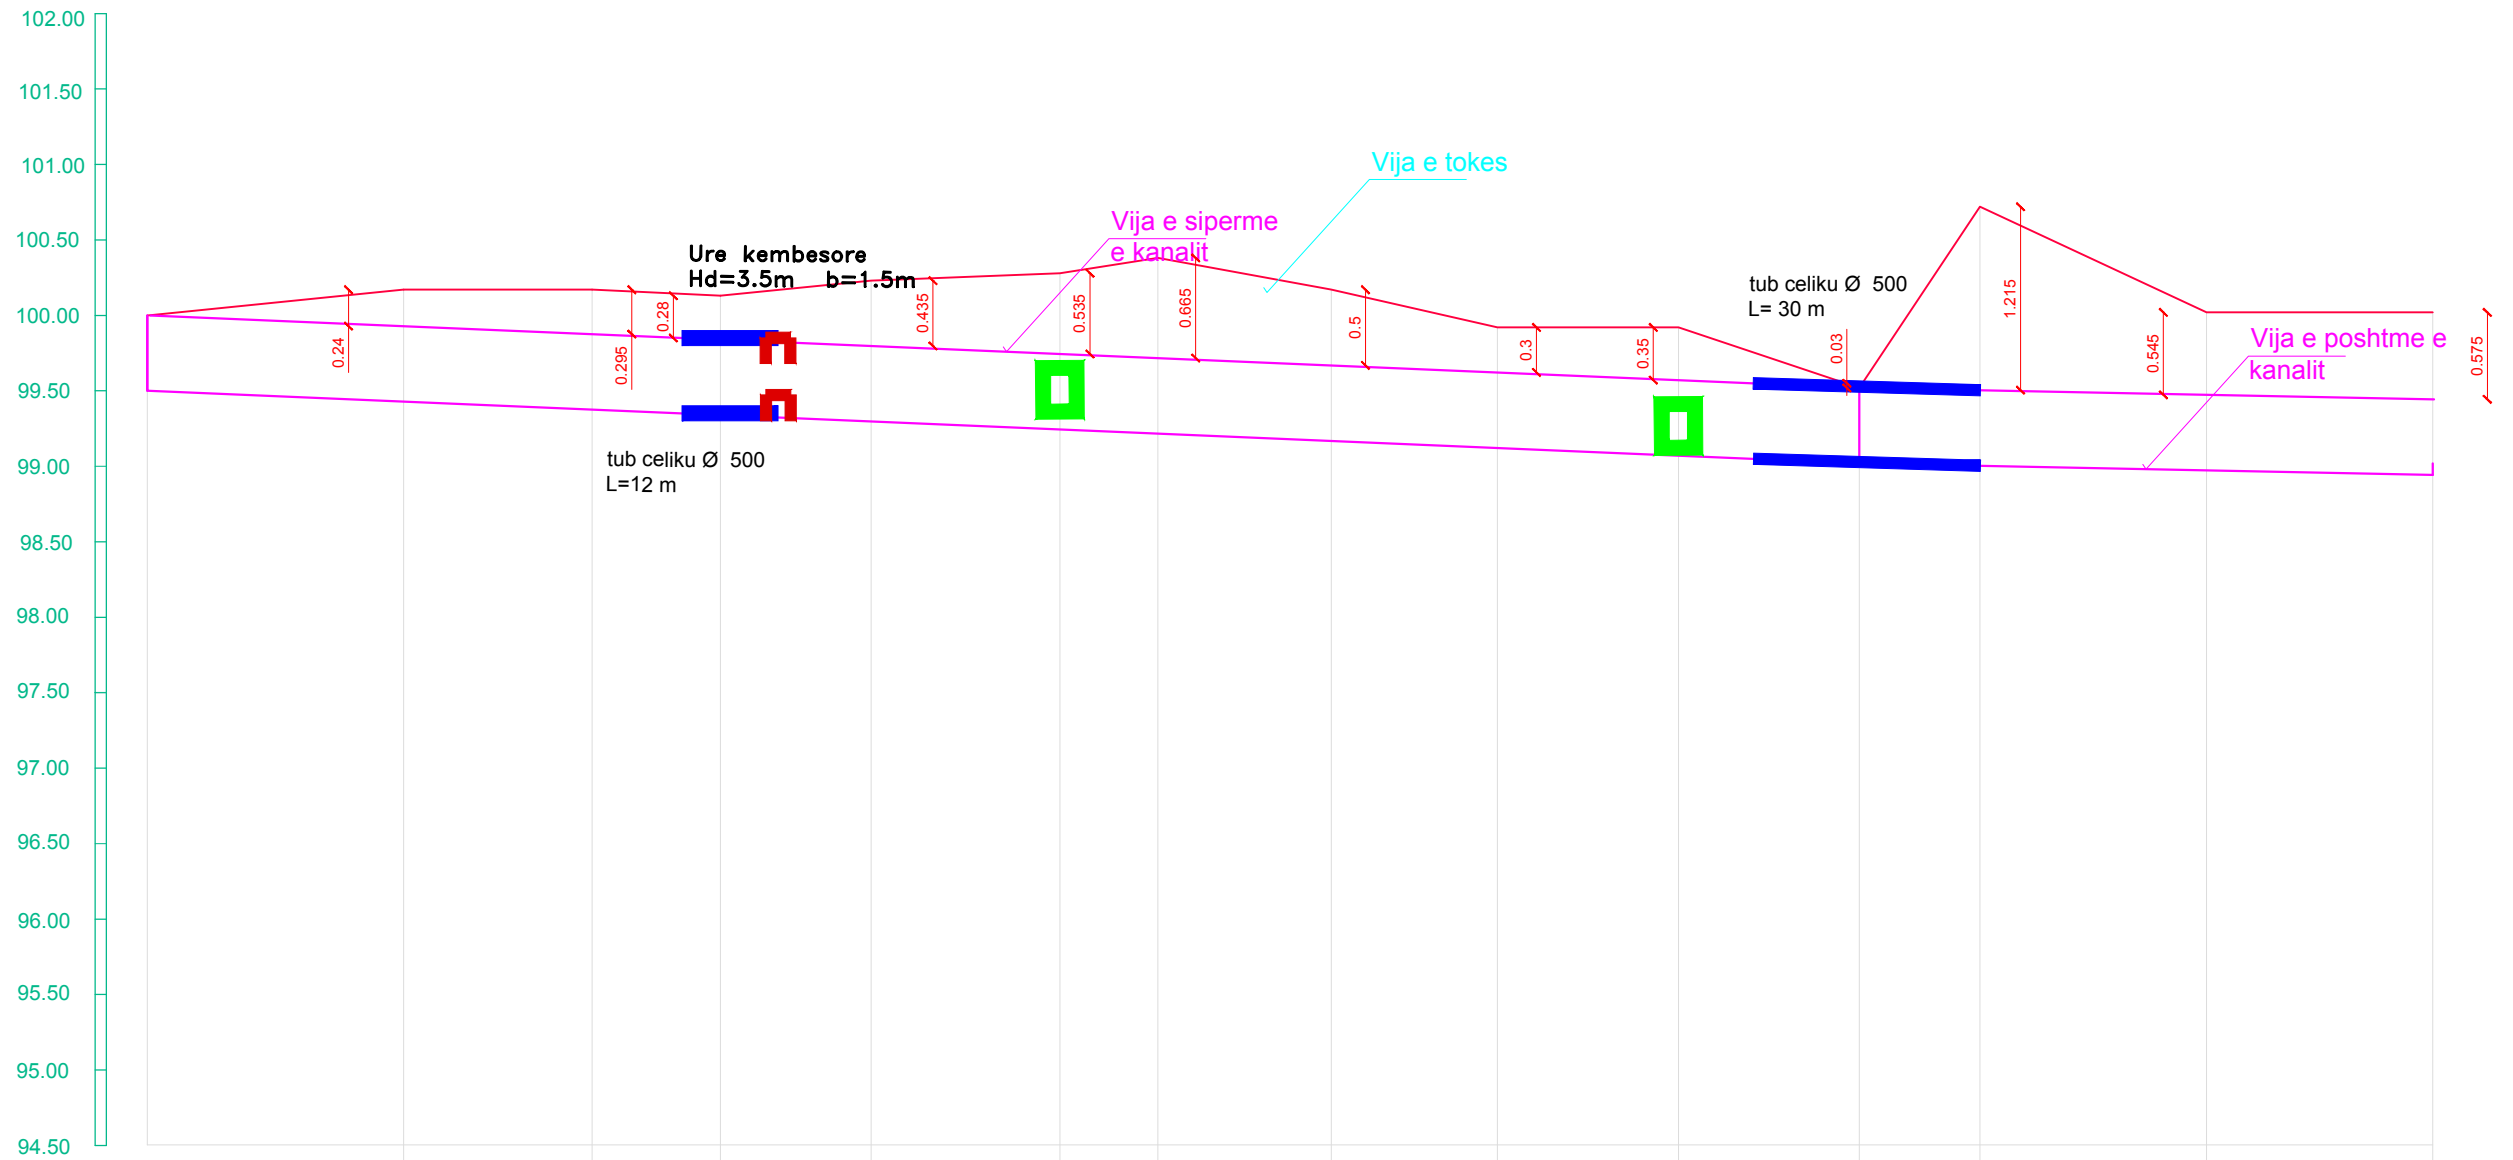 102.00
101.50
101.00
100.50
100.00
99.50
99.00
98.50
98.00
97.50
97.00
96.50
96.00
95.50
95.00
94.50
Vija e tokes
Vija e siperme
e kanalit
Ure kembesore
Hd=3.5m b=1.5m
tub celiku Ø 500
L= 30 m
Vija e poshtme e
kanalit
tub celiku Ø 500
L=12 m
0.24
0.295
0.28
0.435
0.535
0.665
0.5
0.3
0.35
0.03
1.215
0.545
0.575